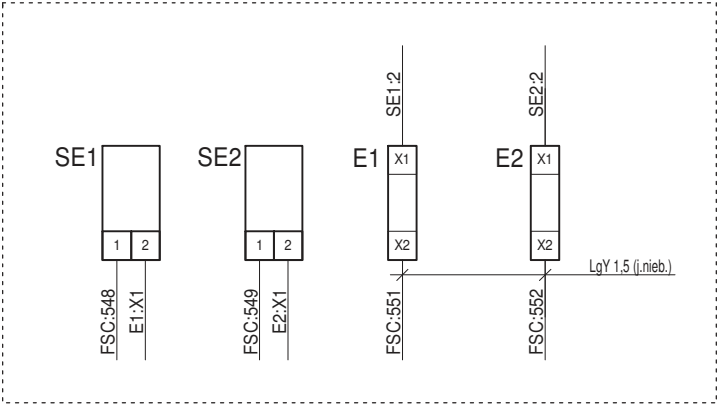 SE1:2
SE2:2
SE1
SE2
E1
X1
E2
X1
1
2
1
2
X2
X2
LgY 1,5 (j.nieb.)
FSC:548
E1:X1
FSC:549
E2:X1
FSC:551
FSC:552